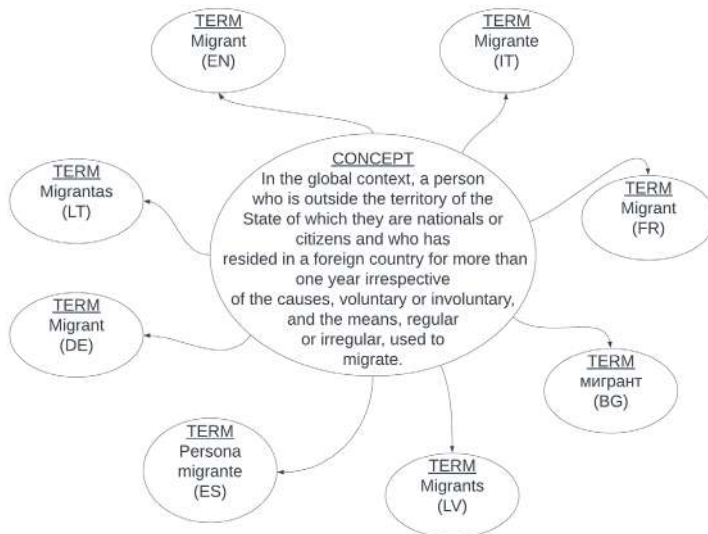 TERM
Migrant
(EN)
TERM
Migrante
(IT)
TERM
Migrantas
(LT)
CONCEPT
In the global context, a person
who is outside the territory of the
State of which they are nationals or
citizens and who has
resided in a foreign country for more than
one year irrespective
of the causes, voluntary or involuntary,
and the means, regular
or irregular, used to
migrate.
TERM
Migrant
(FR)
TERM
Migrant
(DE)
TERM
мигрант
(BG)
TERM
Persona
migrante
(ES)
TERM
Migrants
(LV)